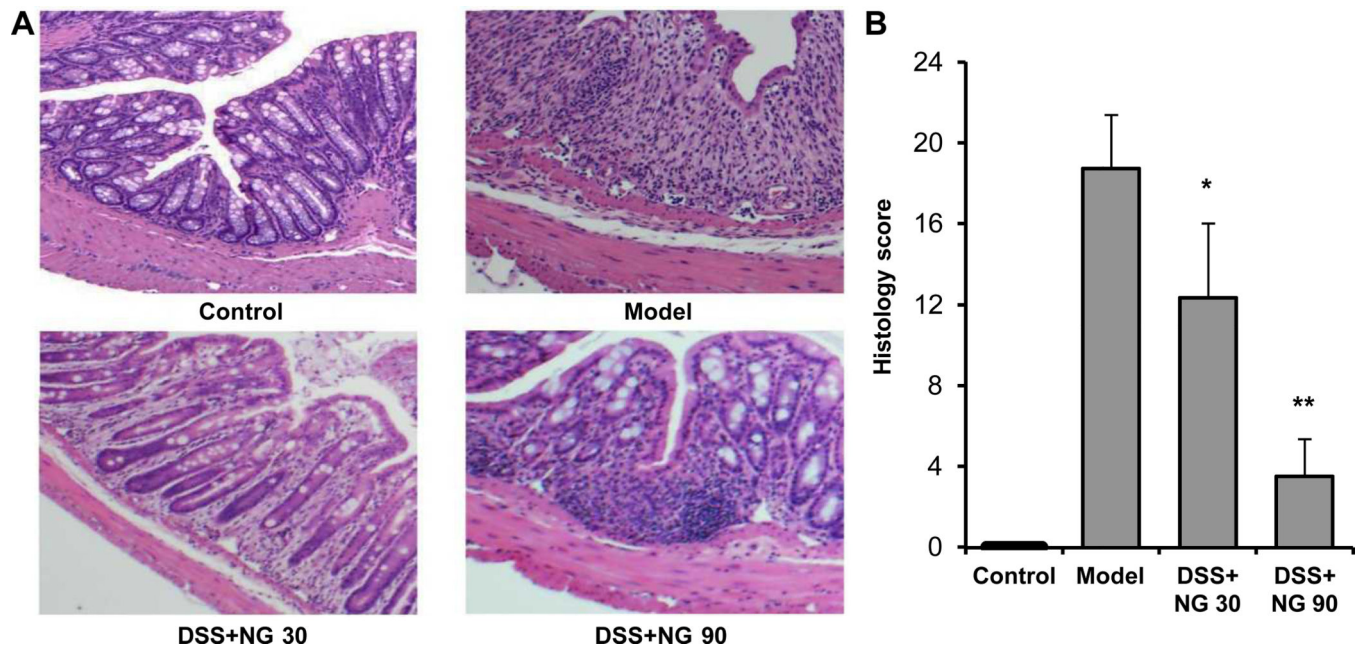 A
Control
Model
DSS+NG 30
DSS+NG 90
B
Histology score
24
20
16
12
8
4
0
*
**
Control
Model
DSS+
NG 30
DSS+
NG 90